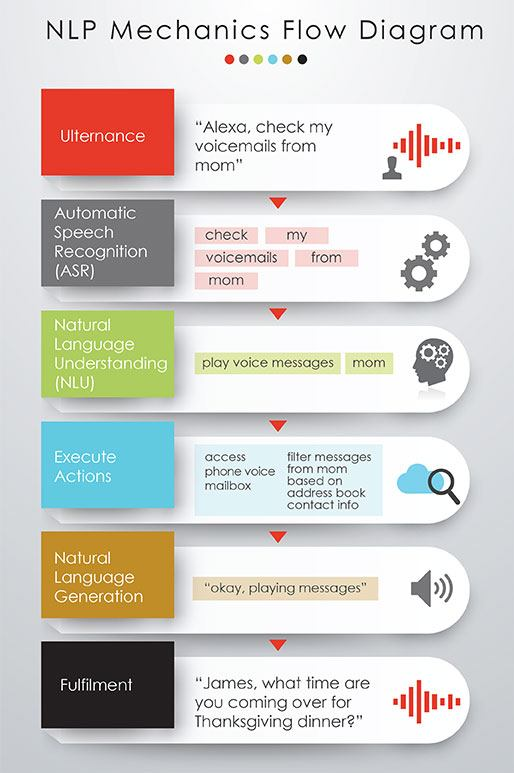 NLP Mechanics Flow Diagram
Ulternance
“Alexa, check my
voicemails from
mom”
Automatic
Speech
Recognition
(ASR)
check my
voicemails from
mom
Natural
Language
Understanding
(NLU)
play voice messages mom
Execute
Actions
access
phone voice
mailbox
filter messages
from mom
based on
address book
contact info
Natural
Language
Generation
“okay, playing messages”
Fulfilment
“James, what time are
you coming over for
Thanksgiving dinner?”